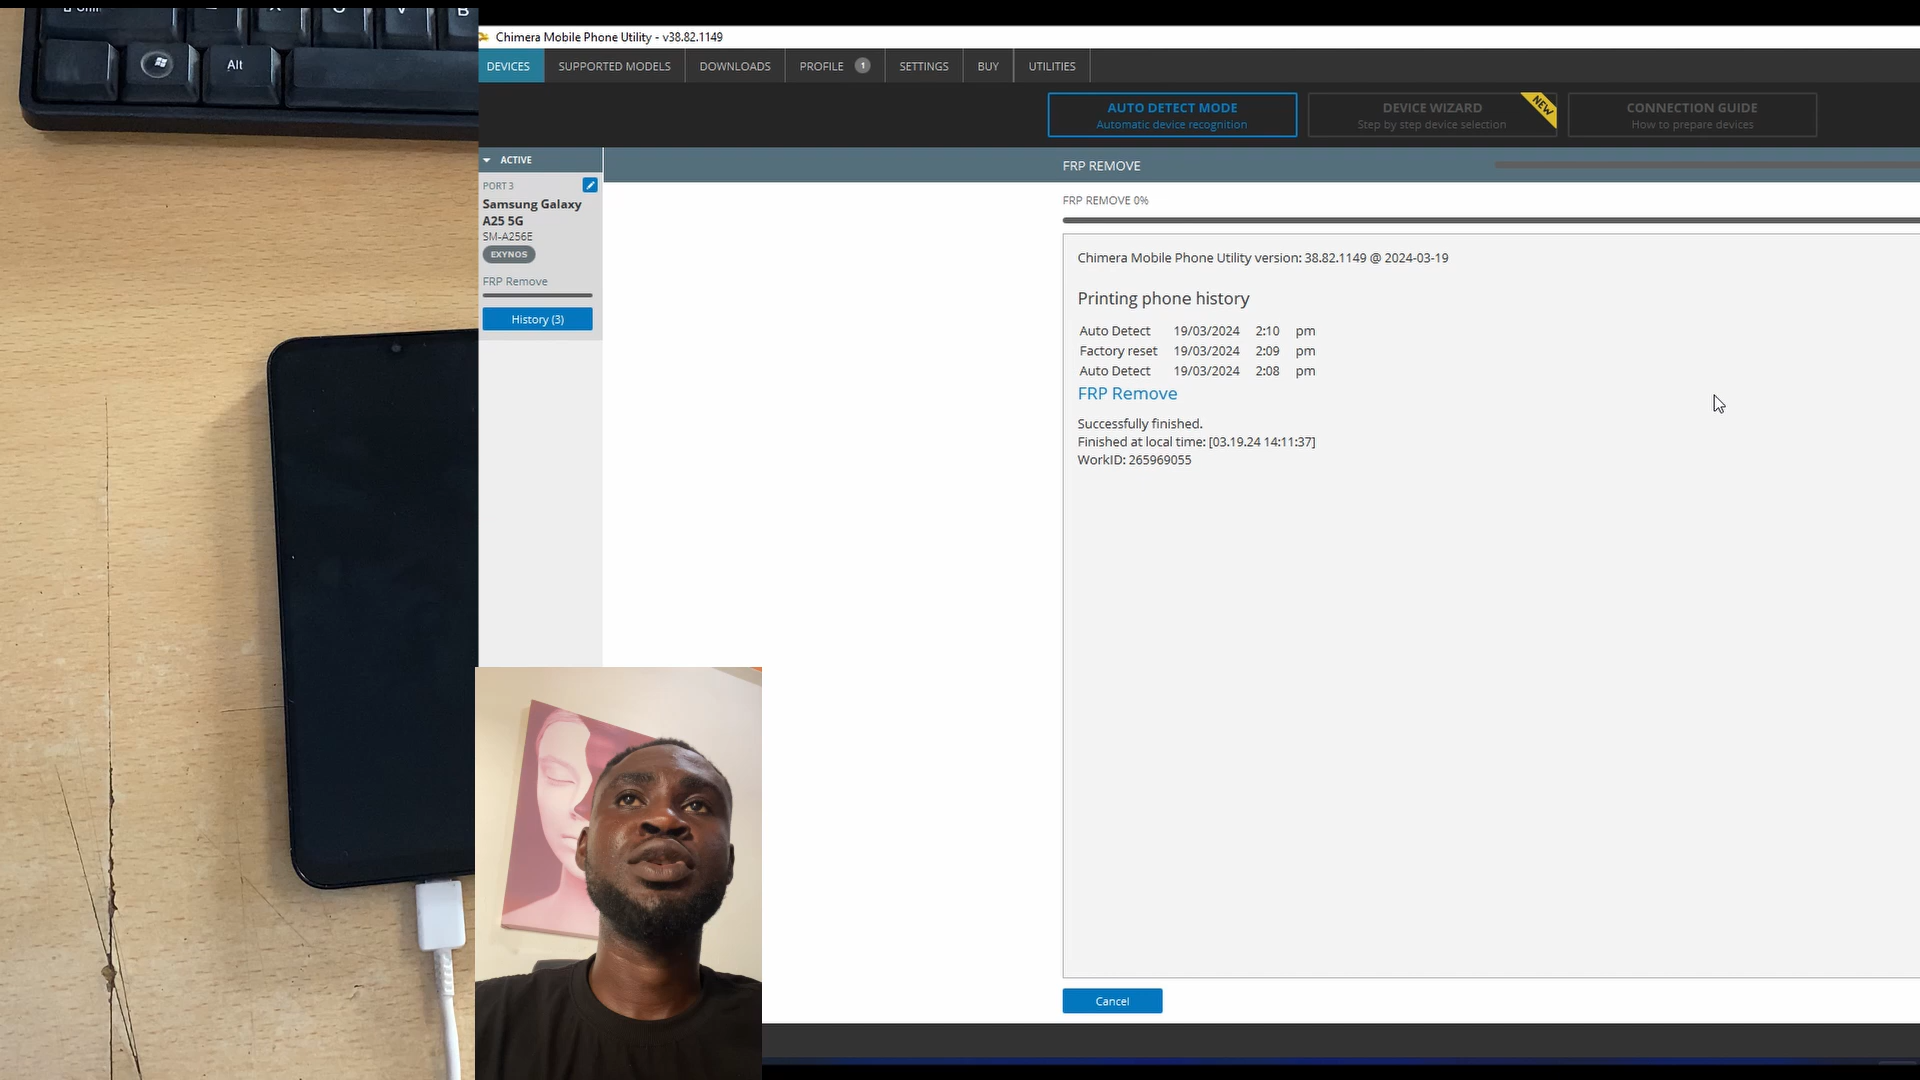 Alt
V
B
Chimera Mobile Phone Utility - v38.82.1149
DEVICES
SUPPORTED MODELS
DOWNLOADS
PROFILE 1
SETTINGS
BUY
UTILITIES
AUTO DETECT MODE
Automatic device recognition
DEVICE WIZARD
Step by step device selection
NEW
CONNECTION GUIDE
How to prepare devices
ACTIVE
PORT 3
Samsung Galaxy
A25 5G
SM-A256E
EXYNOS
FRP Remove
History (3)
FRP REMOVE
FRP REMOVE 0%
Chimera Mobile Phone Utility version: 38.82.1149 @ 2024-03-19
Printing phone history
Auto Detect 19/03/2024 2:10 pm
Factory reset 19/03/2024 2:09 pm
Auto Detect 19/03/2024 2:08 pm
FRP Remove
Successfully finished.
Finished at local time: [03.19.24 14:11:37]
WorkID: 265969055
Cancel